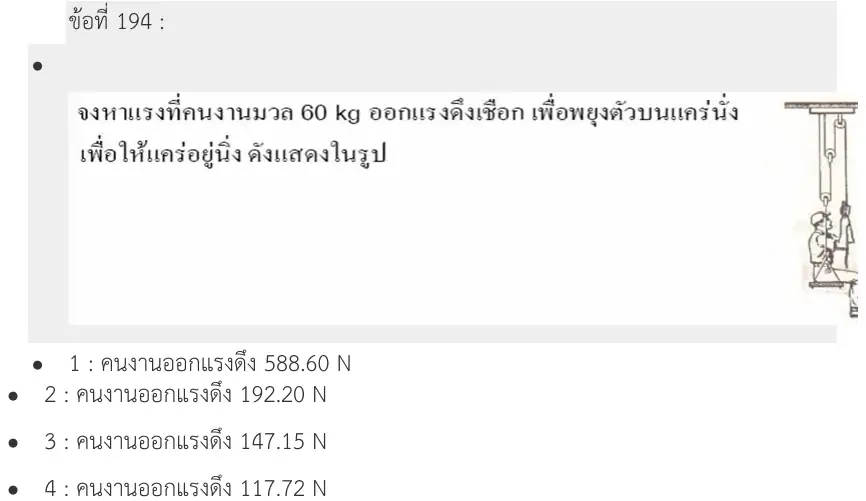 ข้อที่ 194 :
จงหาแรงที่คนงานมวล 60 kg ออกแรงดึงเชือก เพื่อพยุงตัวบนแคร่นั่ง
เพื่อให้แคร่อยู่นิ่ง ดังแสดงในรูป
1 : คนงานออกแรงดึง 588.60 N
2 : คนงานออกแรงดึง 192.20 N
3 : คนงานออกแรงดึง 147.15 N
4 : คนงานออกแรงดึง 117.72 N